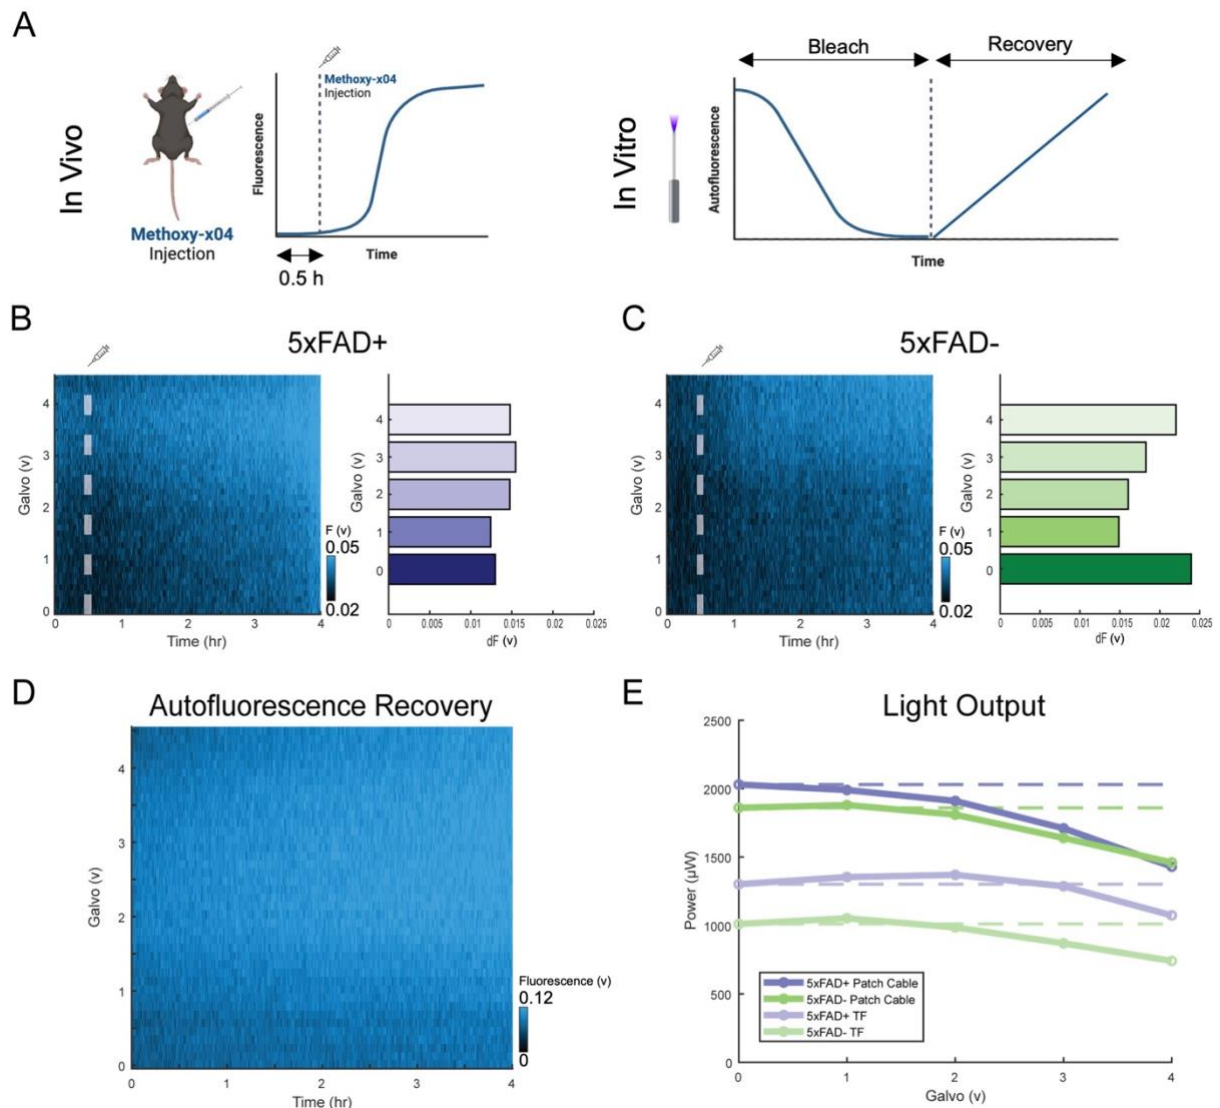 A
In Vivo
Methoxy-x04
Injection
Fluorescence
Methoxy-x04
Injection
Time
0.5 h
In Vitro
Autofluorescence
Bleach
Recovery
Time
B
5xFAD+
Galvo (v)
4
3
2
1
0
0
1
2
3
4
Time (hr)
F (v)
0.05
0.02
Galvo (v)
4
3
2
1
0
0
0.005
0.01
0.015
0.02
0.025
dF (v)
C
5xFAD-
Galvo (v)
4
3
2
1
0
0
1
2
3
4
Time (hr)
F (v)
0.05
0.02
Galvo (v)
4
3
2
1
0
0
0.005
0.01
0.015
0.02
0.025
dF (v)
D
Autofluorescence Recovery
Galvo (v)
4
3
2
1
0
0
1
2
3
4
Time (hr)
Fluorescence (v)
0.12
0
E
Light Output
Power (µW)
2500
2000
1500
1000
500
0
0
1
2
3
4
Galvo (v)
5xFAD+ Patch Cable
5xFAD- Patch Cable
5xFAD+ TF
5xFAD- TF